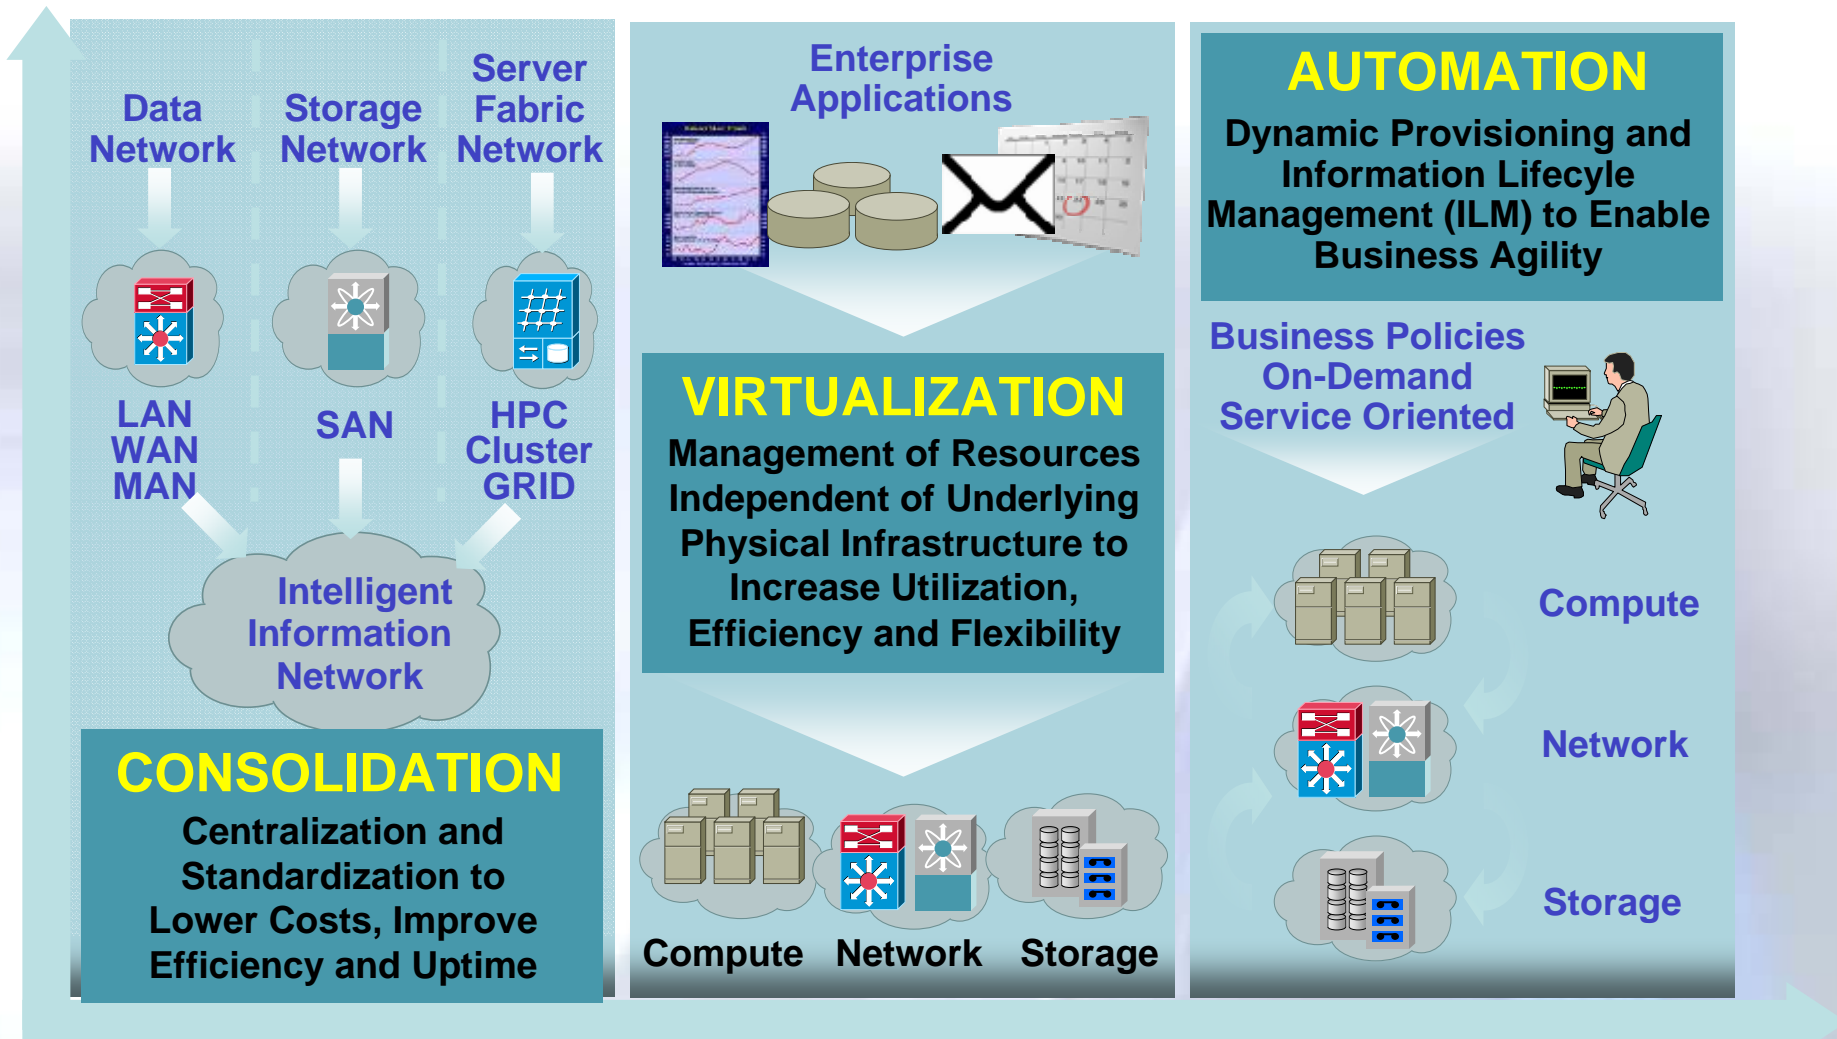 Data
Network
Storage
Network
Server
Fabric
Network
LAN
WAN
MAN
SAN
HPC
Cluster
GRID
Intelligent
Information
Network
CONSOLIDATION
Centralization and
Standardization to
Lower Costs, Improve
Efficiency and Uptime
Enterprise
Applications
VIRTUALIZATION
Management of Resources
Independent of Underlying
Physical Infrastructure to
Increase Utilization,
Efficiency and Flexibility
Compute
Network
Storage
AUTOMATION
Dynamic Provisioning and
Information Lifecyle
Management (ILM) to Enable
Business Agility
Business Policies
On-Demand
Service Oriented
Compute
Network
Storage